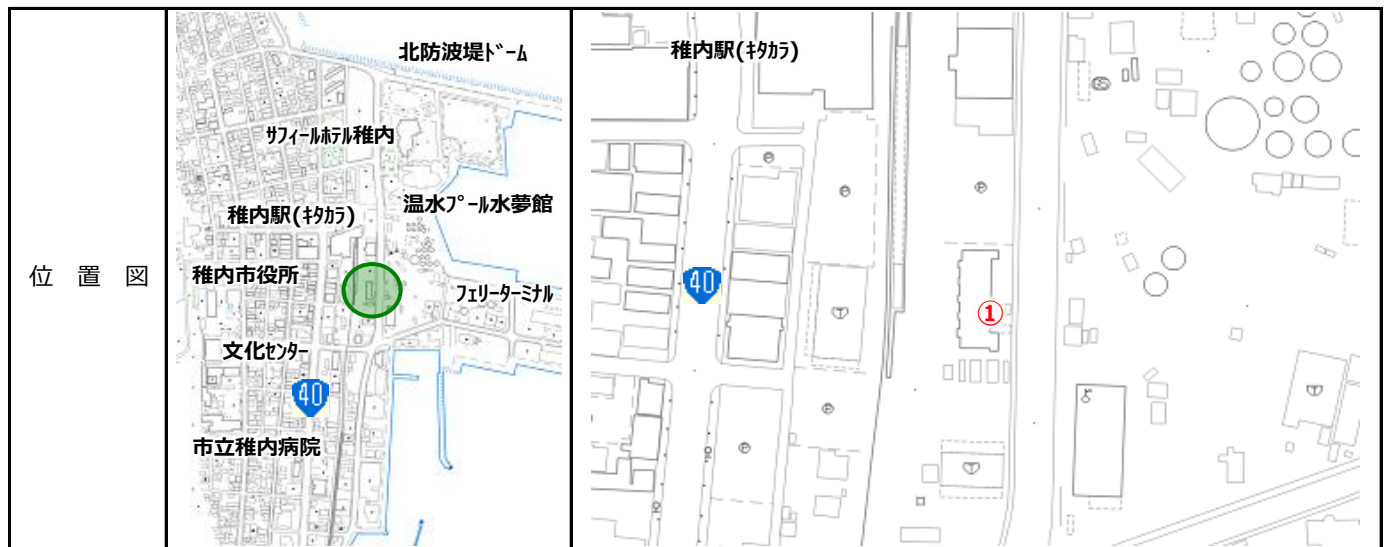 位置図
北防波堤ﾄﾞｰﾑ
ｻﾌｨｰﾙﾎﾃﾙ稚内
温水ﾌﾟｰﾙ水夢館
稚内駅(ｷﾀｶﾗ)
稚内市役所
ﾌｪﾘｰﾀｰﾐﾅﾙ
文化ｾﾝﾀｰ
40
市立稚内病院
稚内駅(ｷﾀｶﾗ)
Ⓟ
Ⓟ
Ⓟ
40
①
Ⓟ
Ⓟ